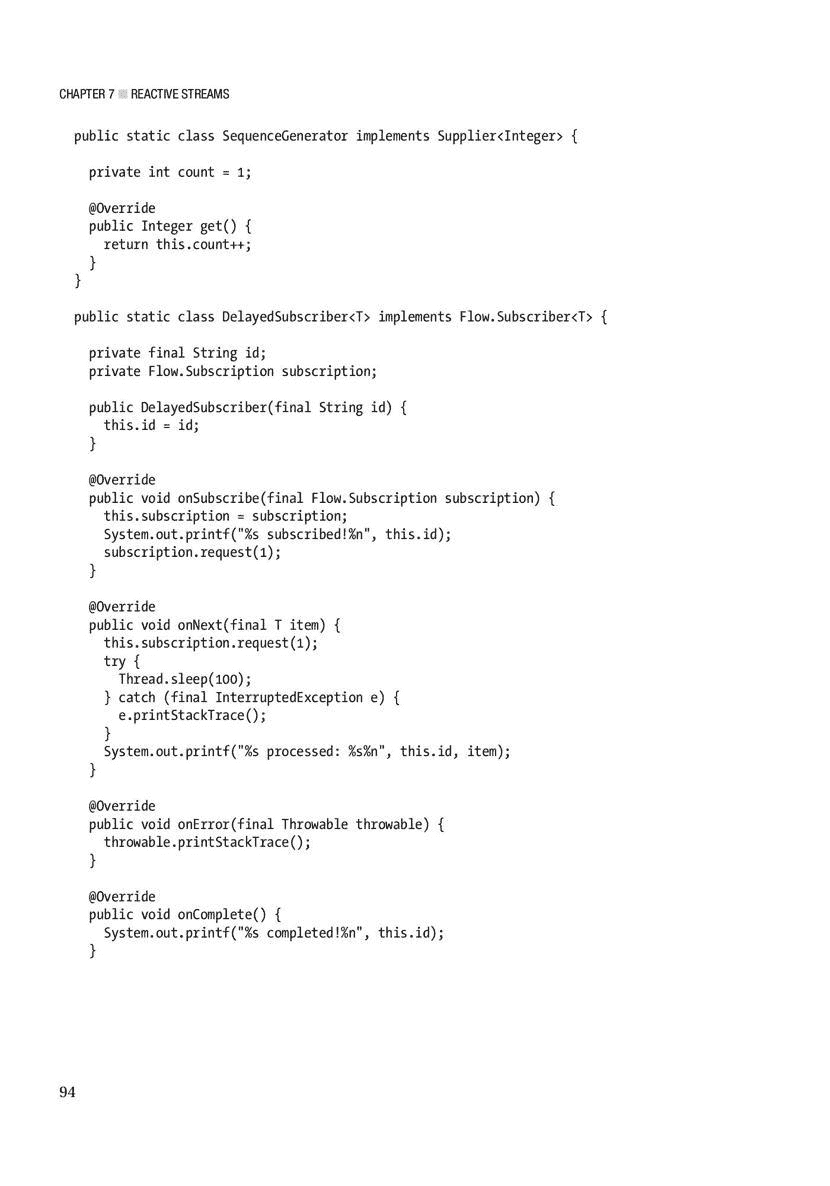 CHAPTER 7 ■ REACTIVE STREAMS
public static class SequenceGenerator implements Supplier<Integer> {
private int count = 1;
@Override
public Integer get() {
return this.count++;
}
}
public static class DelayedSubscriber<T> implements Flow.Subscriber<T> {
private final String id;
private Flow.Subscription subscription;
public DelayedSubscriber(final String id) {
this.id = id;
}
@Override
public void onSubscribe(final Flow.Subscription subscription) {
this.subscription = subscription;
System.out.printf("%s subscribed!%n", this.id);
subscription.request(1);
}
@Override
public void onNext(final T item) {
this.subscription.request(1);
try {
Thread.sleep(100);
} catch (final InterruptedException e) {
e.printStackTrace();
}
System.out.printf("%s processed: %s%n", this.id, item);
}
@Override
public void onError(final Throwable throwable) {
throwable.printStackTrace();
}
@Override
public void onComplete() {
System.out.printf("%s completed!%n", this.id);
}
94